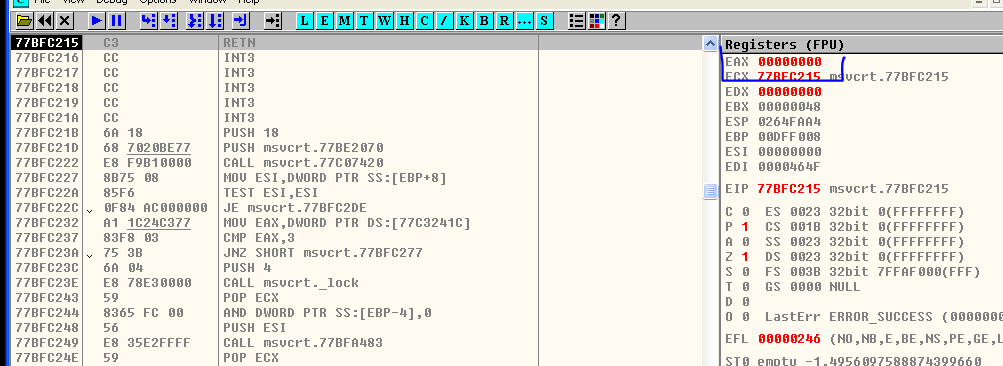 File View Debug Options Window Help
L E M T W H C / K B R ... S ?
77BFC215 C3 RETN
77BFC216 CC INT3
77BFC217 CC INT3
77BFC218 CC INT3
77BFC219 CC INT3
77BFC21A CC INT3
77BFC21B 6A 18 PUSH 18
77BFC21D 68 7020BE77 PUSH msvcrt.77BE2070
77BFC222 E8 F9B10000 CALL msvcrt.77C07420
77BFC227 8B75 08 MOV ESI,DWORD PTR SS:[EBP+8]
77BFC22A 85F6 TEST ESI,ESI
77BFC22C 0F84 AC000000 JE msvcrt.77BFC2DE
77BFC232 A1 1C24C377 MOV EAX,DWORD PTR DS:[77C3241C]
77BFC237 83F8 03 CMP EAX,3
77BFC23A 75 3B JNZ SHORT msvcrt.77BFC277
77BFC23C 6A 04 PUSH 4
77BFC23E E8 78E30000 CALL msvcrt._lock
77BFC243 59 POP ECX
77BFC244 8365 FC 00 AND DWORD PTR SS:[EBP-4],0
77BFC248 56 PUSH ESI
77BFC249 E8 35E2FFFF CALL msvcrt.77BFA483
77BFC24E 59 POP ECX
Registers (FPU)
EAX 00000000
ECX 77BFC215 msvcrt.77BFC215
EDX 00000000
EBX 00000048
ESP 0264FAA4
EBP 00DFF008
ESI 00000000
EDI 0000464F
EIP 77BFC215 msvcrt.77BFC215
C 0 ES 0023 32bit 0(FFFFFFFF)
P 1 CS 001B 32bit 0(FFFFFFFF)
A 0 SS 0023 32bit 0(FFFFFFFF)
Z 1 DS 0023 32bit 0(FFFFFFFF)
S 0 FS 003B 32bit 7FFAF000(FFF)
T 0 GS 0000 NULL
D 0
O 0 LastErr ERROR_SUCCESS (0000000
EFL 00000246 (NO,NB,E,BE,NS,PE,GE,L
ST0 empty -1.4956097588874399660